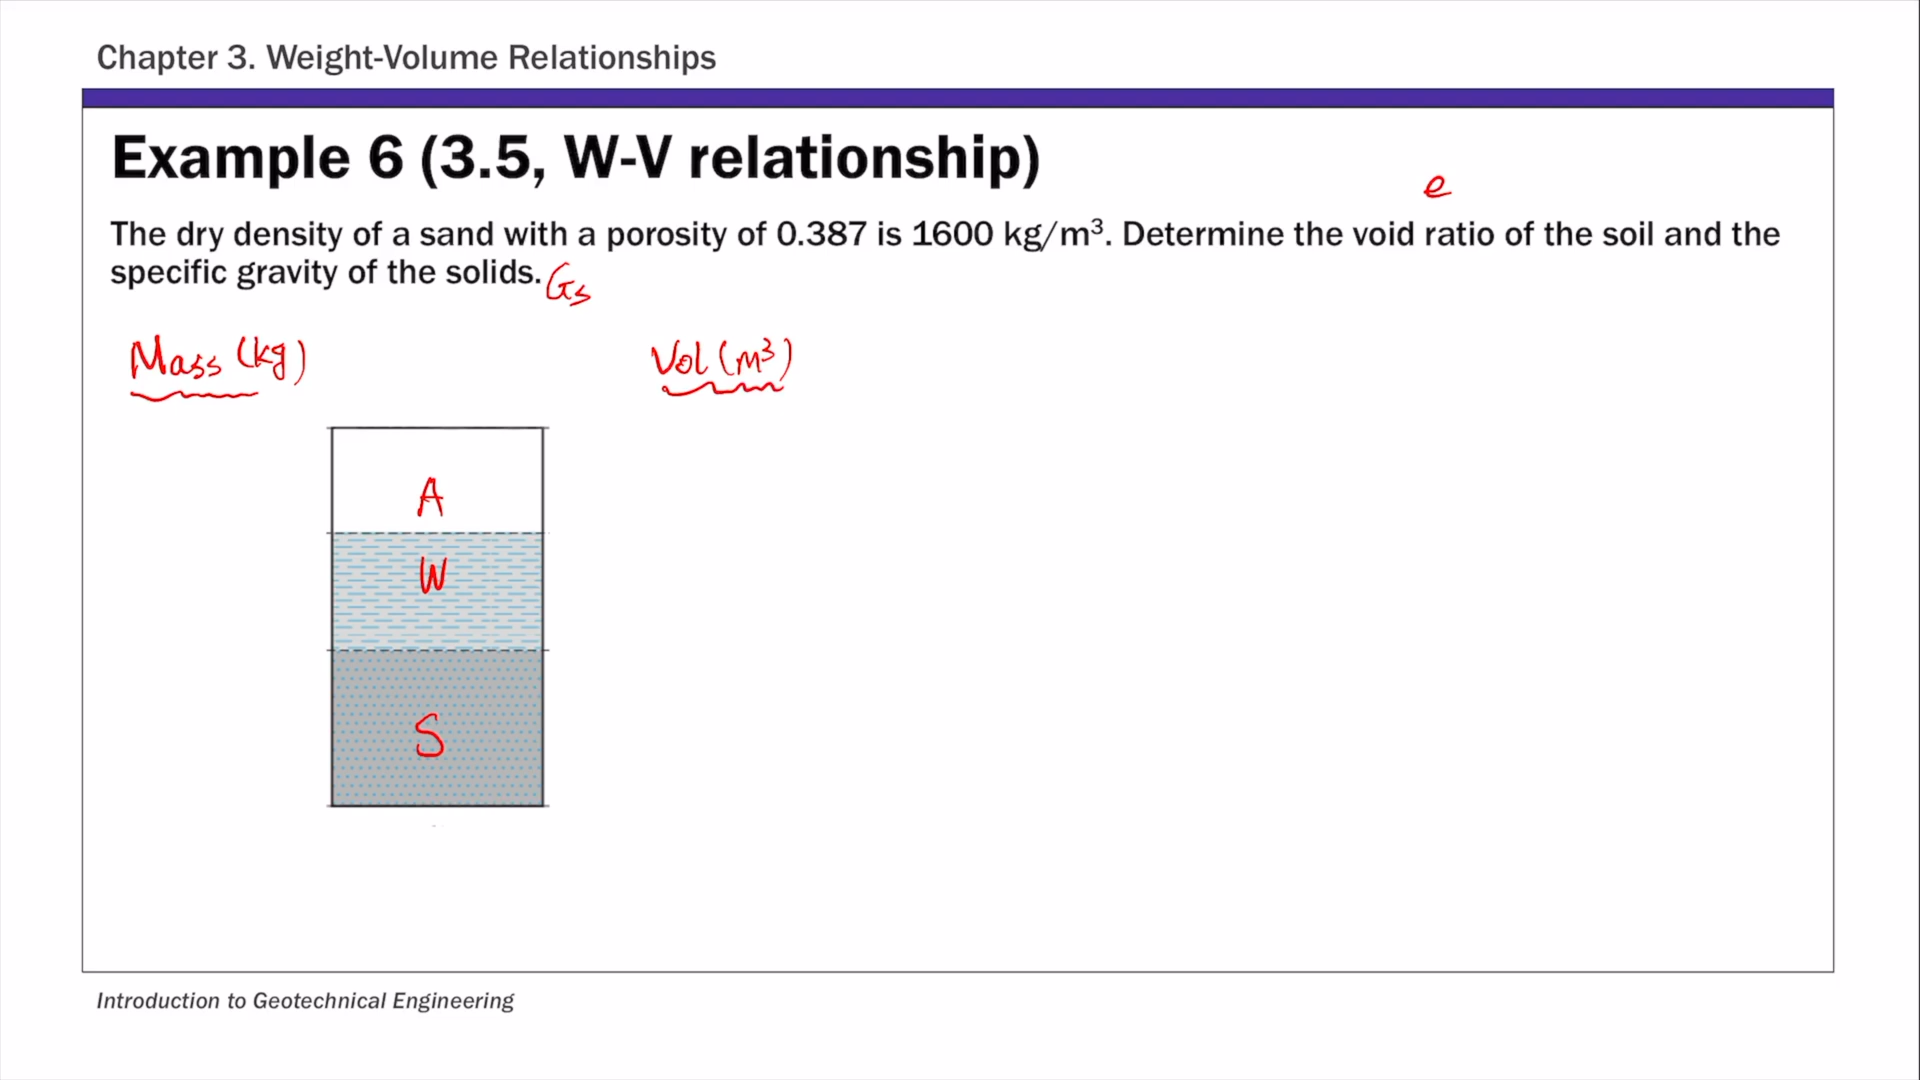 Chapter 3. Weight-Volume Relationships
Example 6 (3.5, W-V relationship)
e
The dry density of a sand with a porosity of 0.387 is 1600 kg/m³. Determine the void ratio of the soil and the
specific gravity of the solids. Gs
Mass (kg) Vol (m³)
A
W
S
Introduction to Geotechnical Engineering